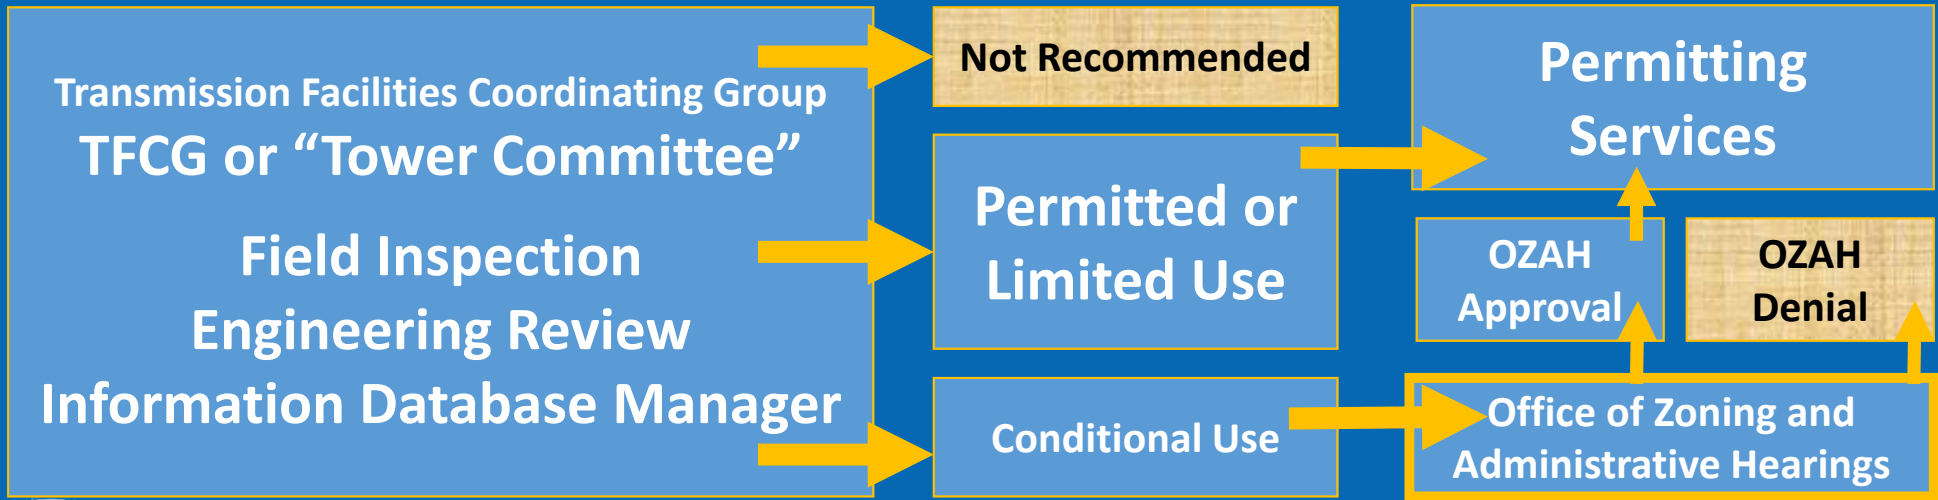 Transmission Facilities Coordinating Group
TFCG or “Tower Committee”
Field Inspection
Engineering Review
Information Database Manager
Not Recommended
Permitted or
Limited Use
Conditional Use
Permitting
Services
OZAH
Approval
OZAH
Denial
Office of Zoning and
Administrative Hearings